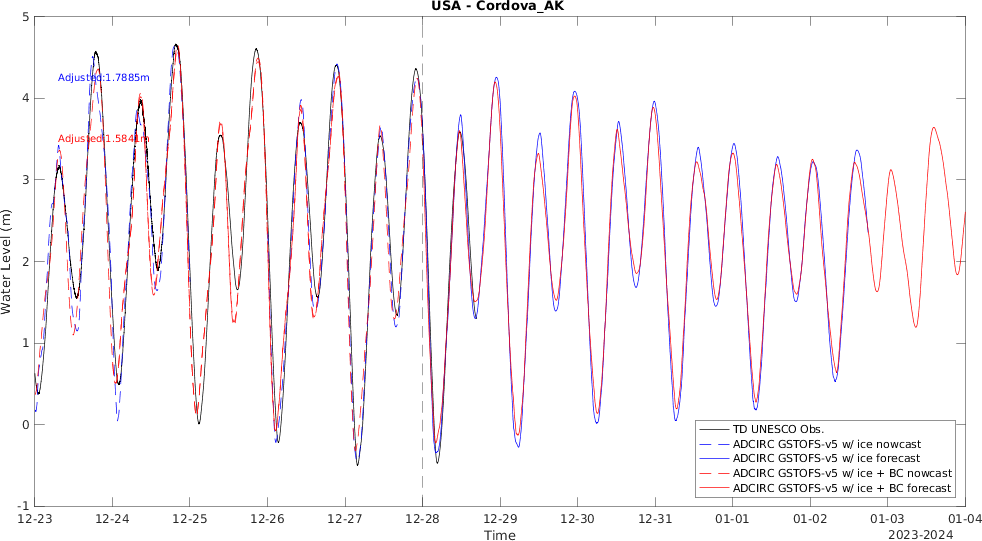 USA - Cordova_AK
5
4
3
2
1
0
-1
Water Level (m)
Adjusted:1.7885m
Adjusted:1.5841m
TD UNESCO Obs.
ADCIRC GSTOFS-v5 w/ ice nowcast
ADCIRC GSTOFS-v5 w/ ice forecast
ADCIRC GSTOFS-v5 w/ ice + BC nowcast
ADCIRC GSTOFS-v5 w/ ice + BC forecast
12-23 12-24 12-25 12-26 12-27 12-28 12-29 12-30 12-31 01-01 01-02 01-03 01-04
Time
2023-2024